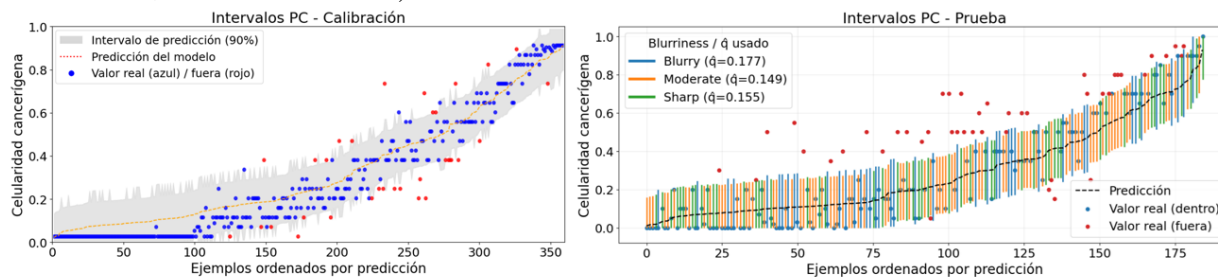 Intervalos PC - Calibración
1.0
0.8
0.6
0.4
0.2
0.0
Celularidad cancerígena
Intervalo de predicción (90%)
Predicción del modelo
Valor real (azul) / fuera (rojo)
0 50 100 150 200 250 300 350
Ejemplos ordenados por predicción
Intervalos PC - Prueba
1.0
0.8
0.6
0.4
0.2
0.0
Celularidad cancerígena
Blurriness / q̂ usado
Blurry (q̂=0.177)
Moderate (q̂=0.149)
Sharp (q̂=0.155)
Predicción
Valor real (dentro)
Valor real (fuera)
0 25 50 75 100 125 150 175
Ejemplos ordenados por predicción